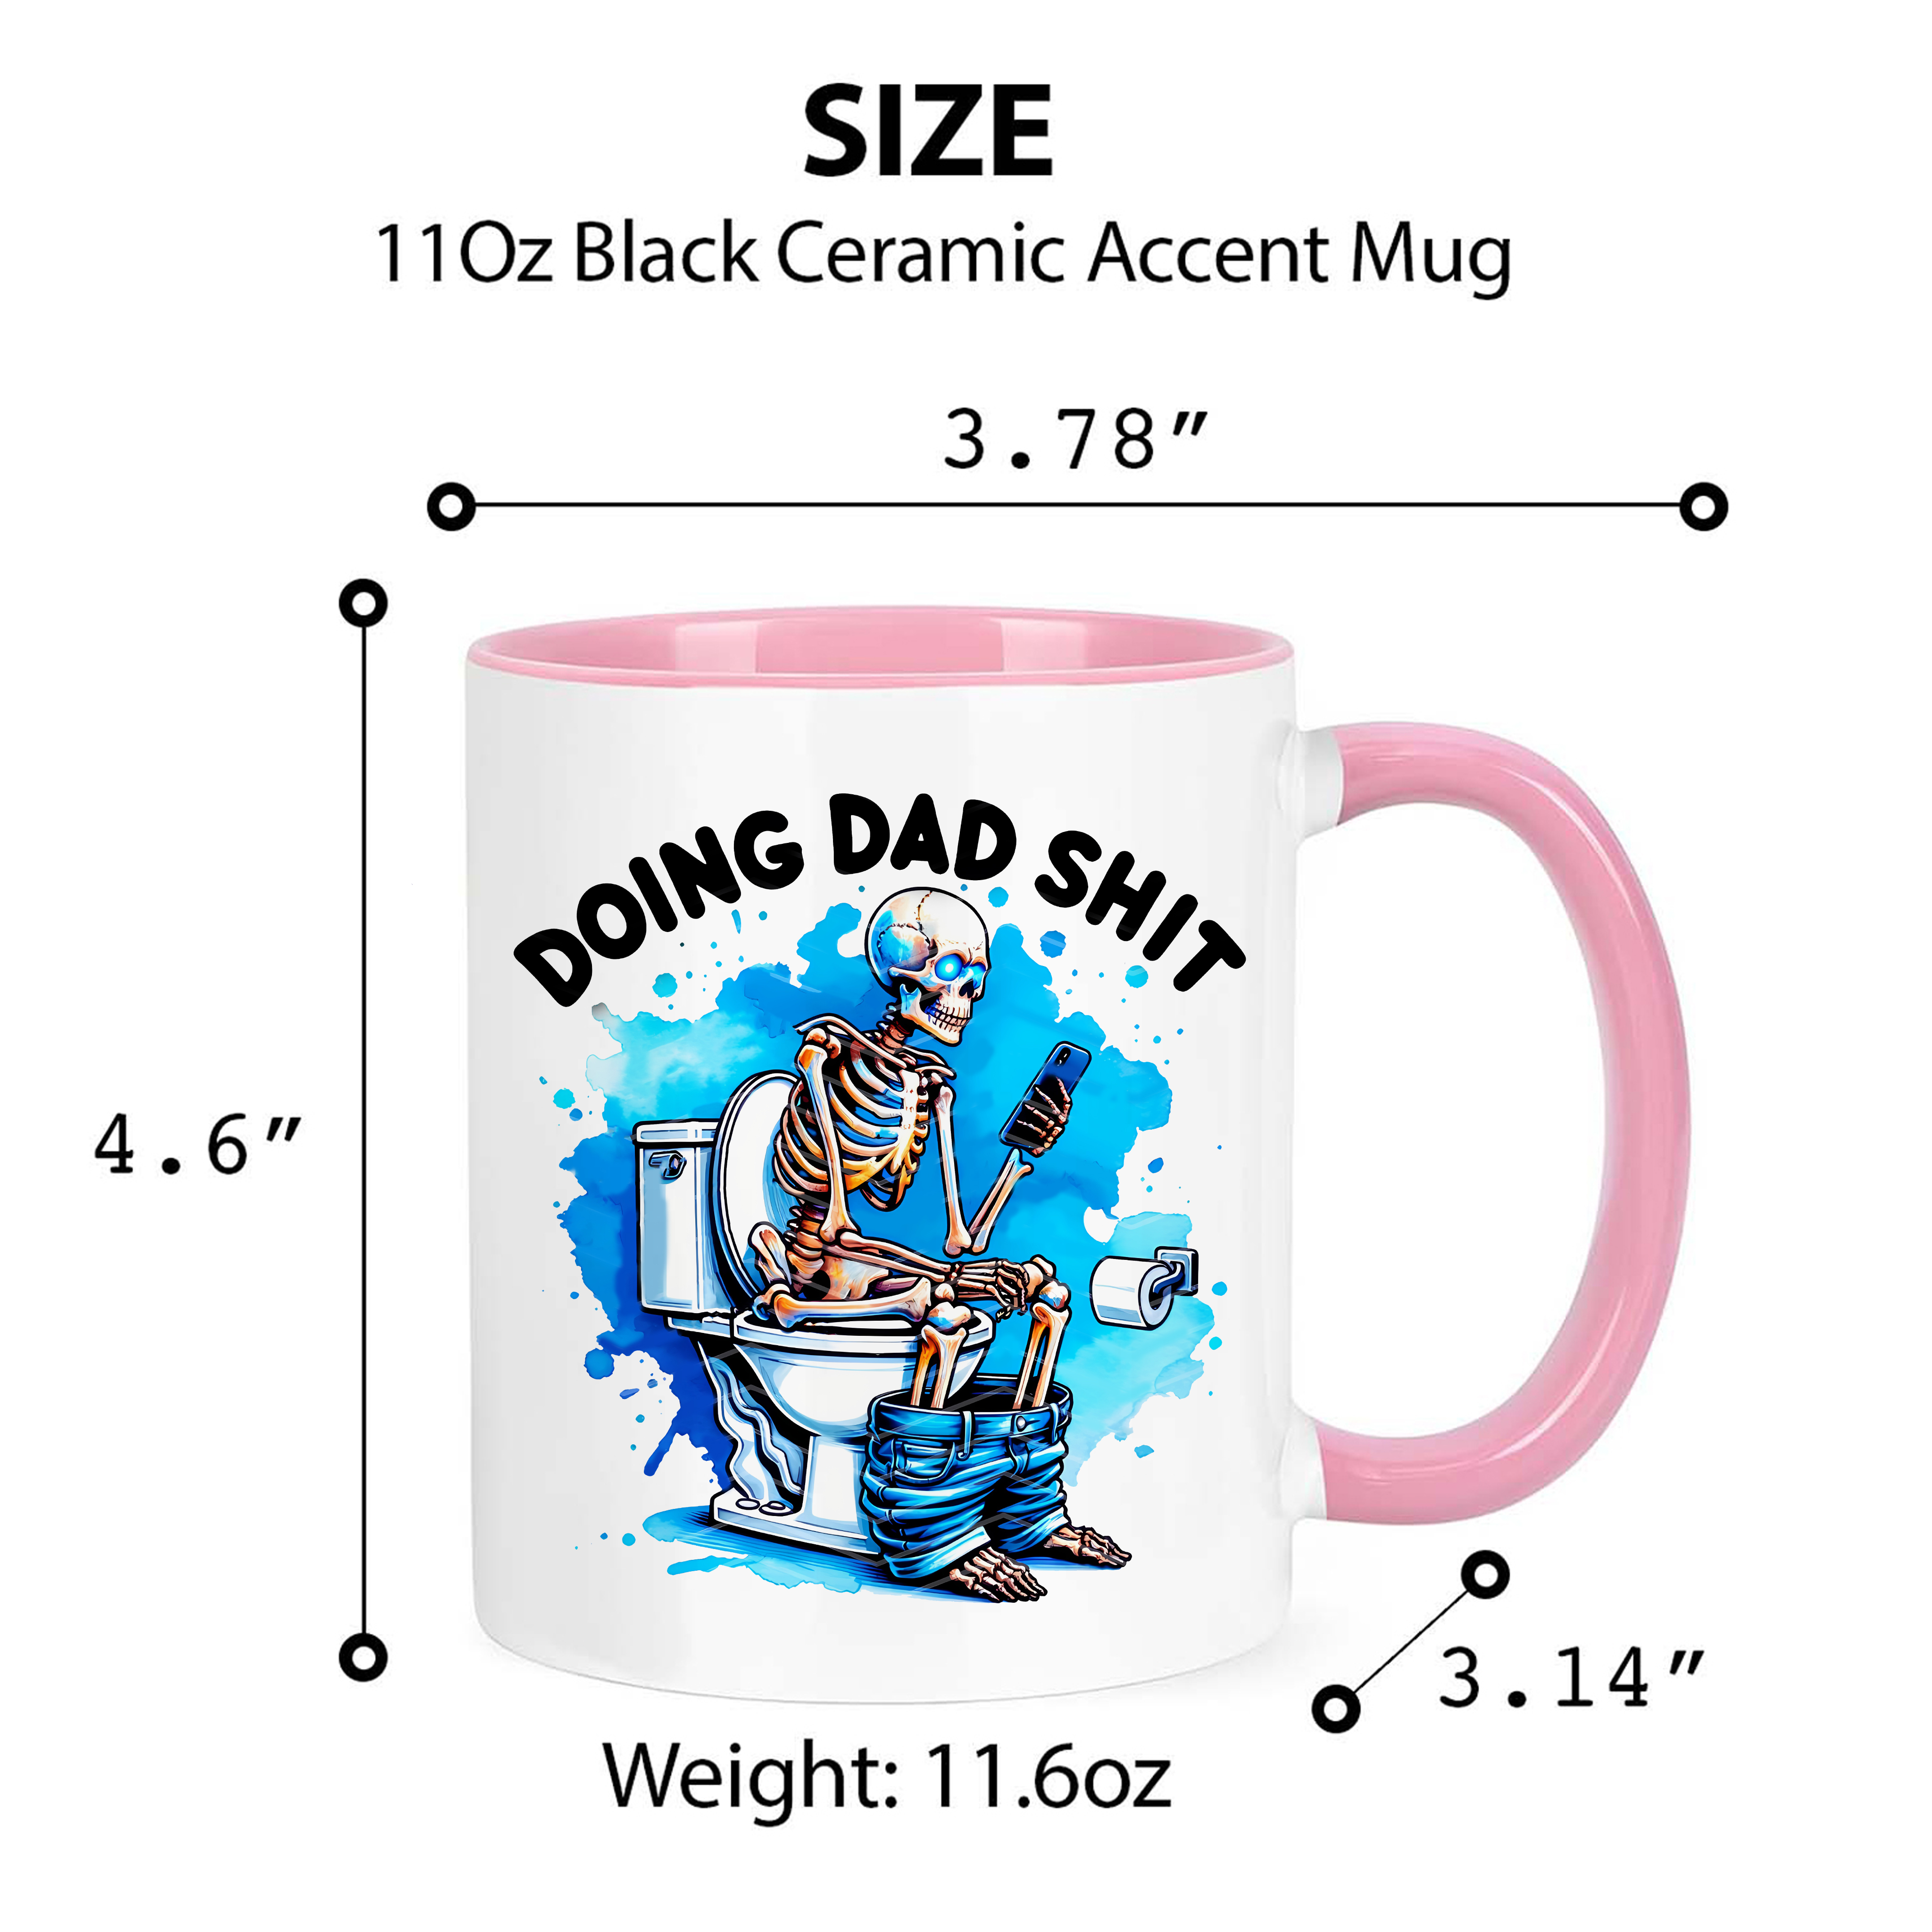 SIZE
11Oz Black Ceramic Accent Mug
3.78"
DOING DAD SHIT
4.6"
3.14"
Weight: 11.6oz